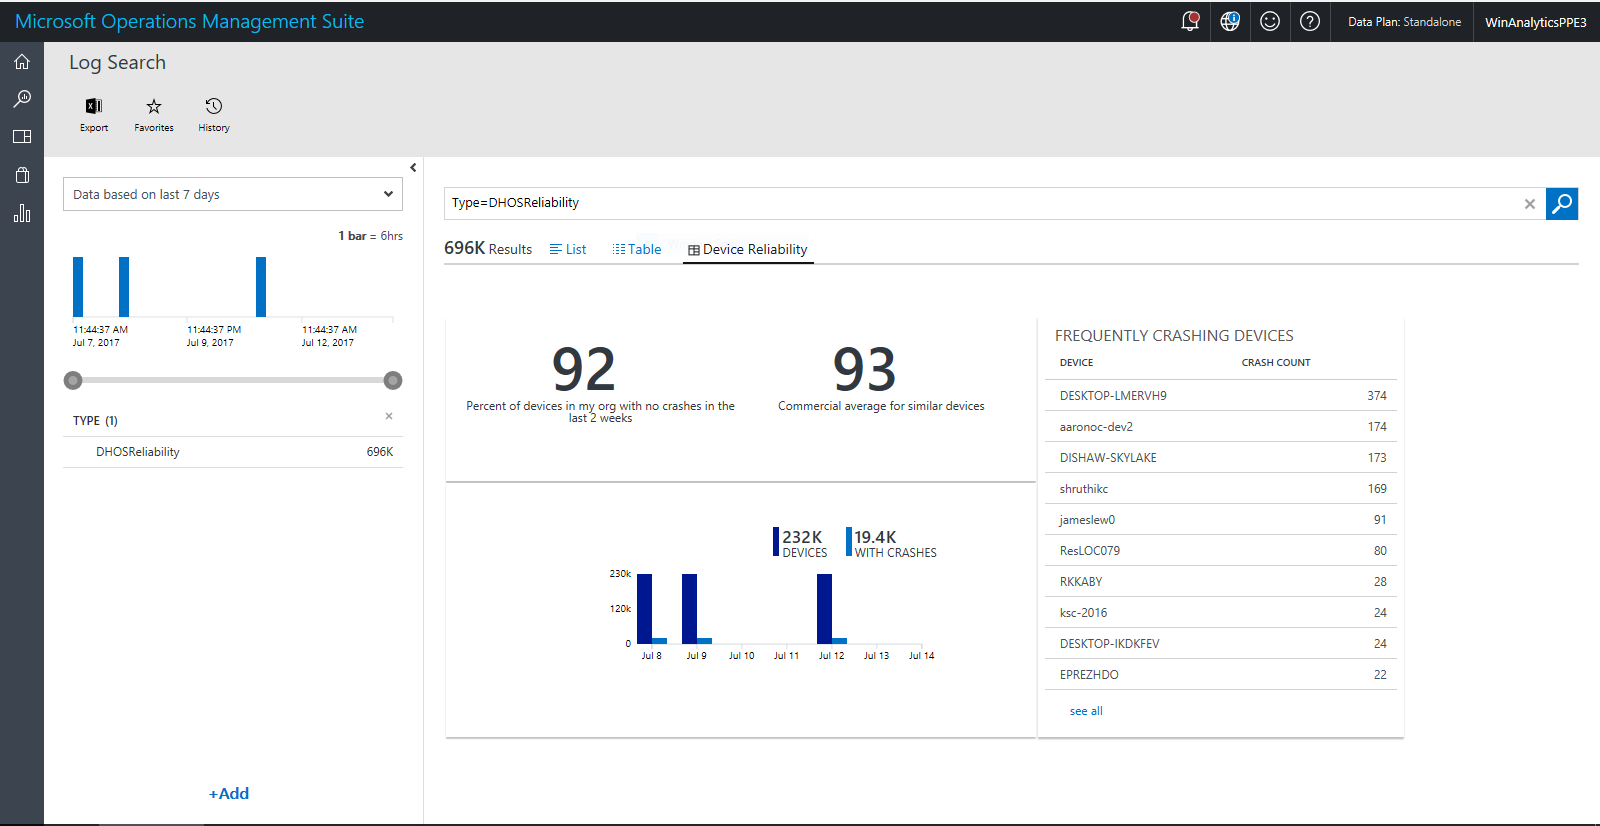 Microsoft Operations Management Suite
Data Plan: Standalone
WinAnalyticsPPE3
Log Search
Export
Favorites
History
Data based on last 7 days
1 bar = 6hrs
11:44:37 AM
Jul 7, 2017
11:44:37 PM
Jul 9, 2017
11:44:37 AM
Jul 12, 2017
TYPE (1)
DHOSReliability 696K
+Add
Type=DHOSReliability
696K Results List Table Device Reliability
92
Percent of devices in my org with no crashes in the
last 2 weeks
93
Commercial average for similar devices
232K
DEVICES
19.4K
WITH CRASHES
230k
120k
0
Jul 8 Jul 9 Jul 10 Jul 11 Jul 12 Jul 13 Jul 14
FREQUENTLY CRASHING DEVICES
DEVICE CRASH COUNT
DESKTOP-LMERVH9 374
aaronoc-dev2 174
DISHAW-SKYLAKE 173
shruthikc 169
jameslew0 91
ResLOC079 80
RKKABY 28
ksc-2016 24
DESKTOP-IKDKFEV 24
EPREZHDO 22
see all